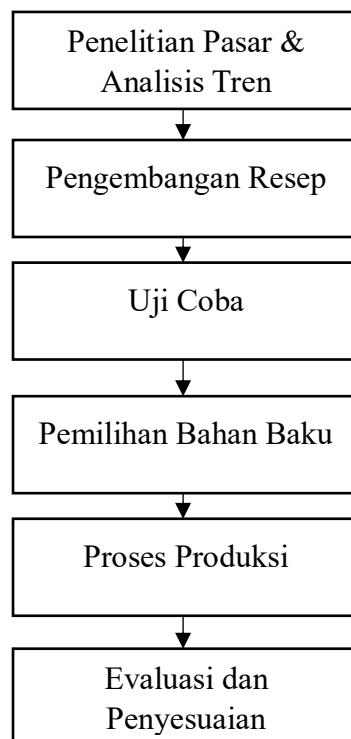 Penelitian Pasar &
Analisis Tren
Pengembangan Resep
Uji Coba
Pemilihan Bahan Baku
Proses Produksi
Evaluasi dan
Penyesuaian